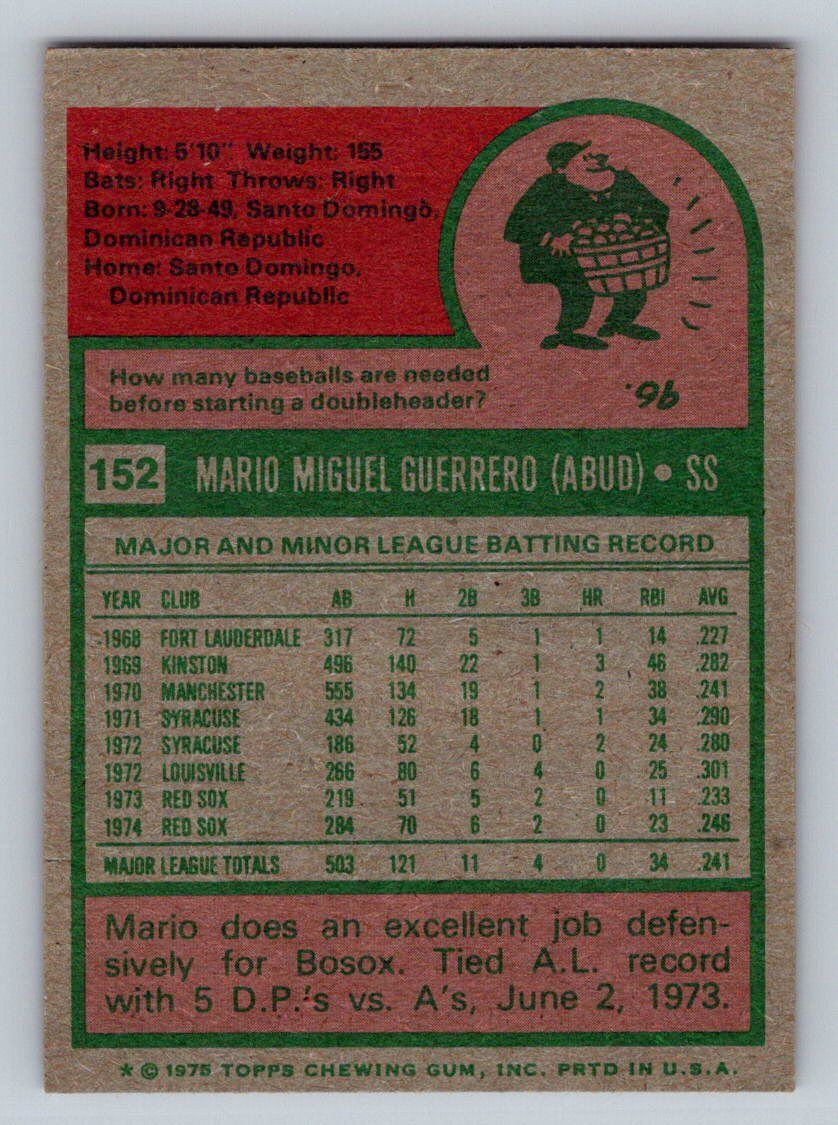 Height: 5'10" Weight: 155
Bats: Right Throws: Right
Born: 9-28-49, Santo Domingo,
Dominican Republic
Home: Santo Domingo,
Dominican Republic
How many baseballs are needed
before starting a doubleheader?
96.
152 MARIO MIGUEL GUERRERO (ABUD) • SS
MAJOR AND MINOR LEAGUE BATTING RECORD
YEAR CLUB AB H 2B 3B HR RBI AVG
1968 FORT LAUDERDALE 317 72 5 1 1 14 .227
1969 KINSTON 496 140 22 1 3 46 .282
1970 MANCHESTER 555 134 19 1 2 38 .241
1971 SYRACUSE 434 126 18 1 1 34 .290
1972 SYRACUSE 186 52 4 0 2 24 .280
1972 LOUISVILLE 266 80 6 4 0 25 .301
1973 RED SOX 219 51 5 2 0 11 .233
1974 RED SOX 284 70 6 2 0 23 .246
MAJOR LEAGUE TOTALS 503 121 11 4 0 34 .241
Mario does an excellent job defen-
sively for Bosox. Tied A.L. record
with 5 D.P.'s vs. A's, June 2, 1973.
* © 1975 TOPPS CHEWING GUM, INC. PRTD IN U.S.A.